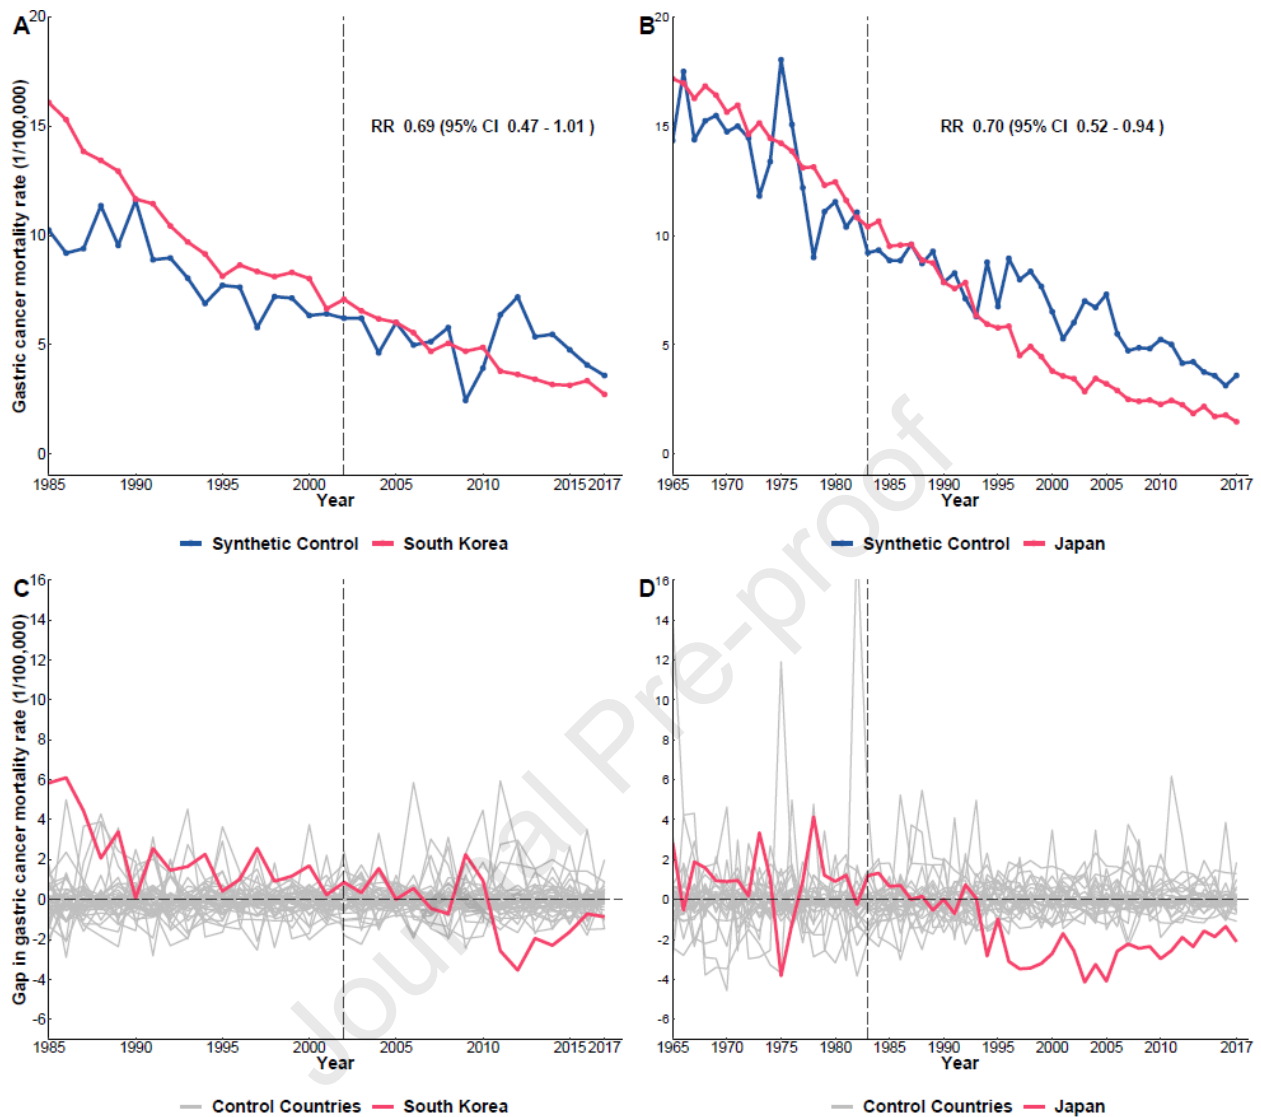 A
Gastric cancer mortality rate (1/100,000)
20
15
10
5
0
RR 0.69 (95% CI 0.47 - 1.01 )
1985 1990 1995 2000 2005 2010 2015 2017
Year
Synthetic Control South Korea
B
20
15
10
5
0
RR 0.70 (95% CI 0.52 - 0.94 )
1965 1970 1975 1980 1985 1990 1995 2000 2005 2010 2017
Year
Synthetic Control Japan
C
Gap in gastric cancer mortality rate (1/100,000)
16
14
12
10
8
6
4
2
0
-2
-4
-6
1985 1990 1995 2000 2005 2010 2015 2017
Year
Control Countries South Korea
D
16
14
12
10
8
6
4
2
0
-2
-4
-6
1965 1970 1975 1980 1985 1990 1995 2000 2005 2010 2017
Year
Control Countries Japan
Journal Pre-proof